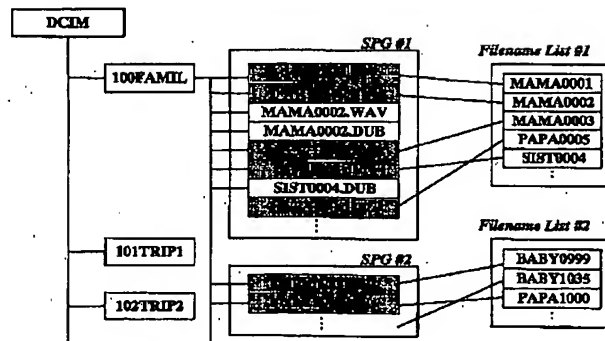 DCIM
SPG #1
Filename List #1
100FAMIL
MAMA0001
MAMA0002
MAMA0002.WAV
MAMA0003
MAMA0002.DUB
PAPA0005
SIST0004
SIST0004.DUB
Filename List #2
101TRIP1
SPG #2
BABY0999
BABY1035
102TRIP2
PAPA1000